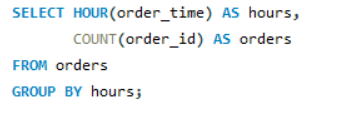 SELECT HOUR(order_time) AS hours,
COUNT(order_id) AS orders
FROM orders
GROUP BY hours;